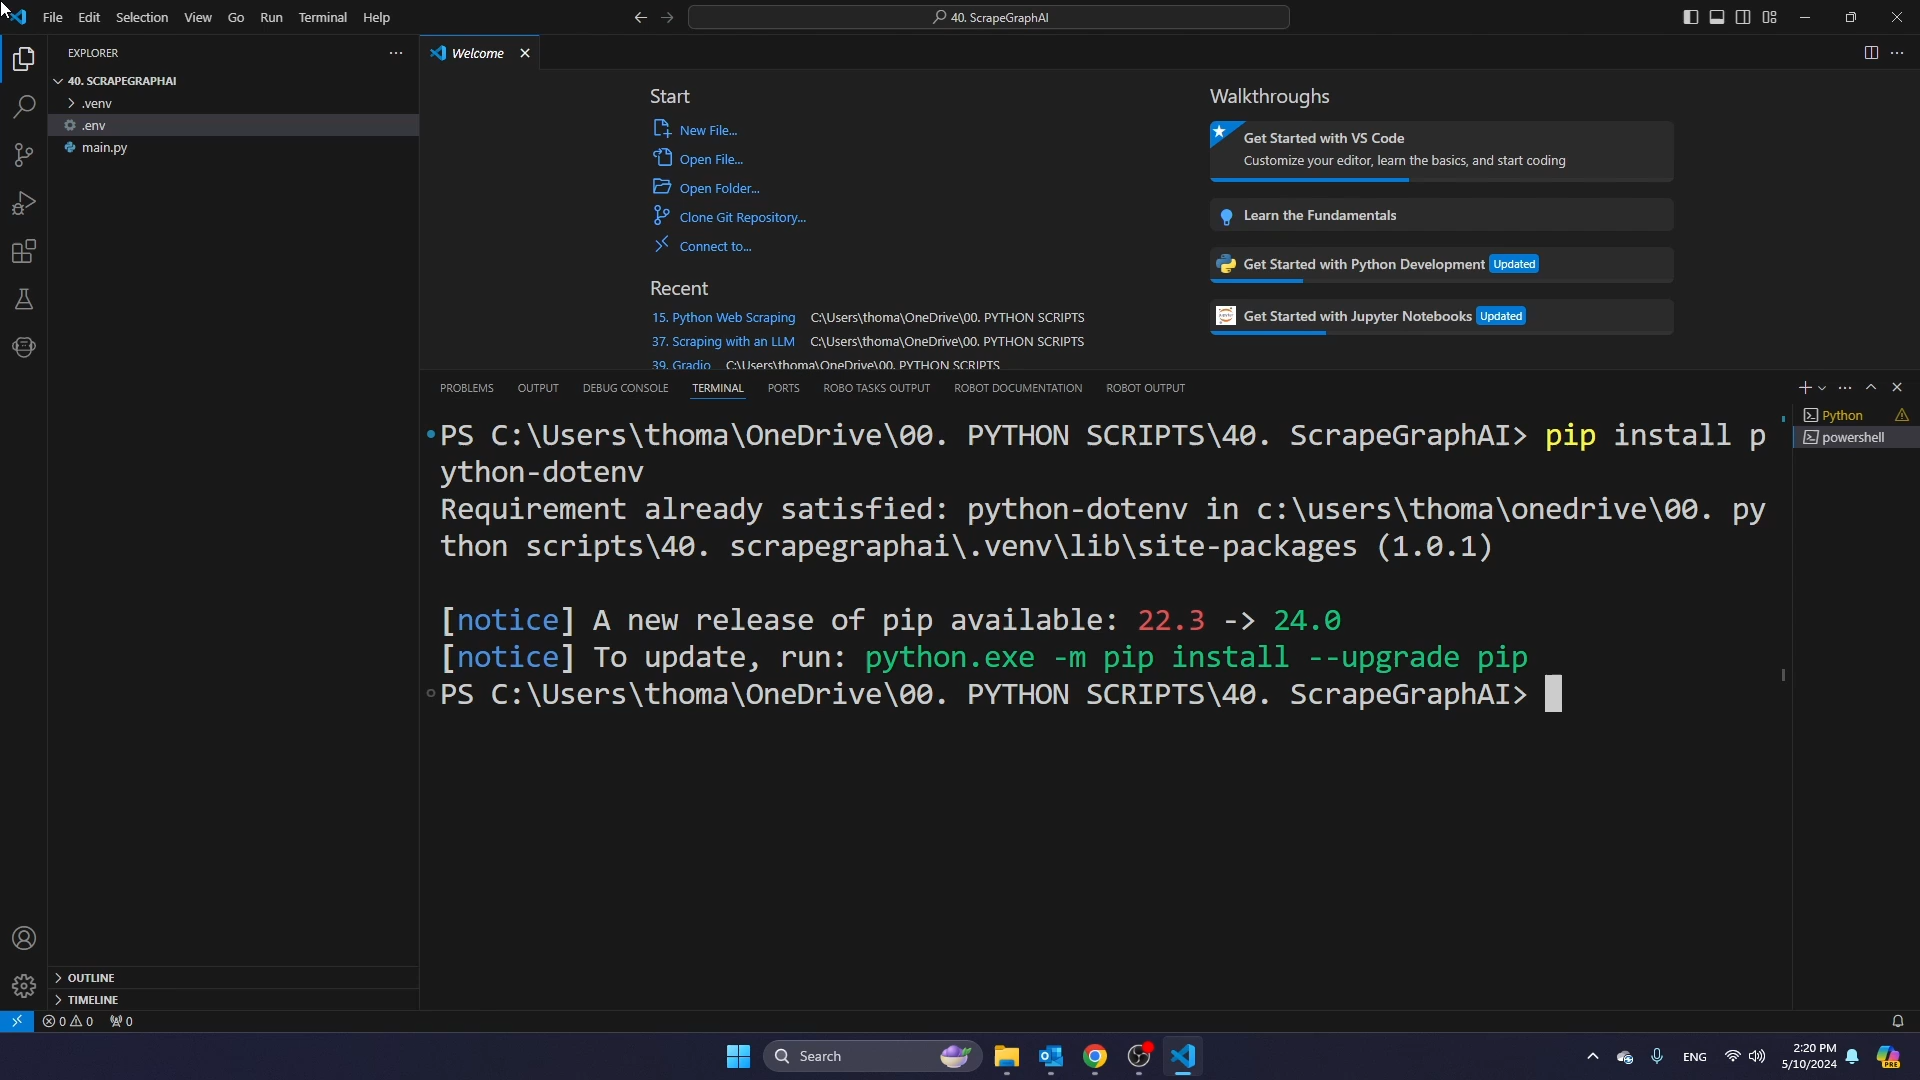 File Edit Selection View Go Run Terminal Help
40. ScrapeGraphAI
EXPLORER
40. SCRAPEGRAPHAI
.venv
.env
main.py
OUTLINE
TIMELINE
Welcome
Start
New File...
Open File...
Open Folder...
Clone Git Repository...
Connect to...
Recent
15. Python Web Scraping C:\Users\thoma\OneDrive\00. PYTHON SCRIPTS
37. Scraping with an LLM C:\Users\thoma\OneDrive\00. PYTHON SCRIPTS
39. Gradio C:\Users\thoma\OneDrive\00. PYTHON SCRIPTS
Walkthroughs
Get Started with VS Code
Customize your editor, learn the basics, and start coding
Learn the Fundamentals
Get Started with Python Development Updated
Get Started with Jupyter Notebooks Updated
PROBLEMS OUTPUT DEBUG CONSOLE TERMINAL PORTS ROBO TASKS OUTPUT ROBOT DOCUMENTATION ROBOT OUTPUT
PS C:\Users\thoma\OneDrive\00. PYTHON SCRIPTS\40. ScrapeGraphAI> pip install p
ython-dotenv
Requirement already satisfied: python-dotenv in c:\users\thoma\onedrive\00. py
thon scripts\40. scrapegraphai\.venv\lib\site-packages (1.0.1)
[notice] A new release of pip available: 22.3 -> 24.0
[notice] To update, run: python.exe -m pip install --upgrade pip
PS C:\Users\thoma\OneDrive\00. PYTHON SCRIPTS\40. ScrapeGraphAI>
Python
powershell
0 0 0
Search
ENG
2:20 PM
5/10/2024
PRE